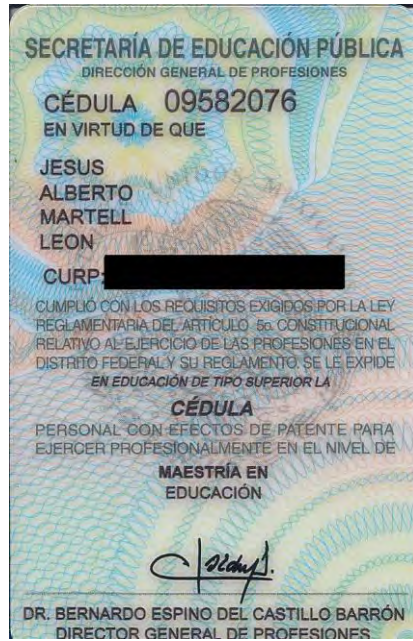 SECRETARÍA DE EDUCACIÓN PÚBLICA
DIRECCIÓN GENERAL DE PROFESIONES
CÉDULA 09582076
EN VIRTUD DE QUE
JESUS
ALBERTO
MARTELL
LEON
CURP:
CUMPLIÓ CON LOS REQUISITOS EXIGIDOS POR LA LEY
REGLAMENTARIA DEL ARTÍCULO 5o. CONSTITUCIONAL
RELATIVO AL EJERCICIO DE LAS PROFESIONES EN EL
DISTRITO FEDERAL Y SU REGLAMENTO. SE LE EXPIDE
EN EDUCACIÓN DE TIPO SUPERIOR LA
CÉDULA
PERSONAL CON EFECTOS DE PATENTE PARA
EJERCER PROFESIONALMENTE EN EL NIVEL DE
MAESTRÍA EN
EDUCACIÓN
DR. BERNARDO ESPINO DEL CASTILLO BARRÓN
DIRECTOR GENERAL DE PROFESIONES